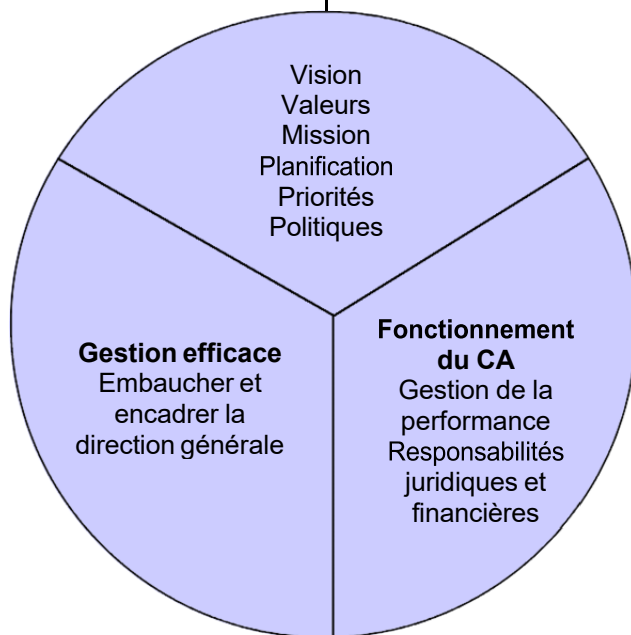 Vision
Valeurs
Mission
Planification
Priorités
Politiques
Gestion efficace
Embaucher et
encadrer la
direction générale
Fonctionnement
du CA
Gestion de la
performance
Responsabilités
juridiques et
financières